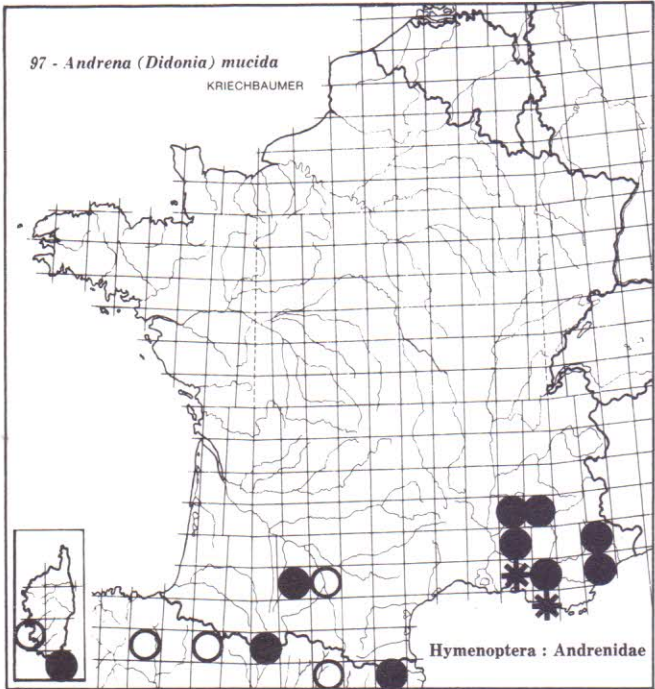 97 - Andrena (Didonia) mucida
KRIECHBAUMER
Hymenoptera : Andrenidae